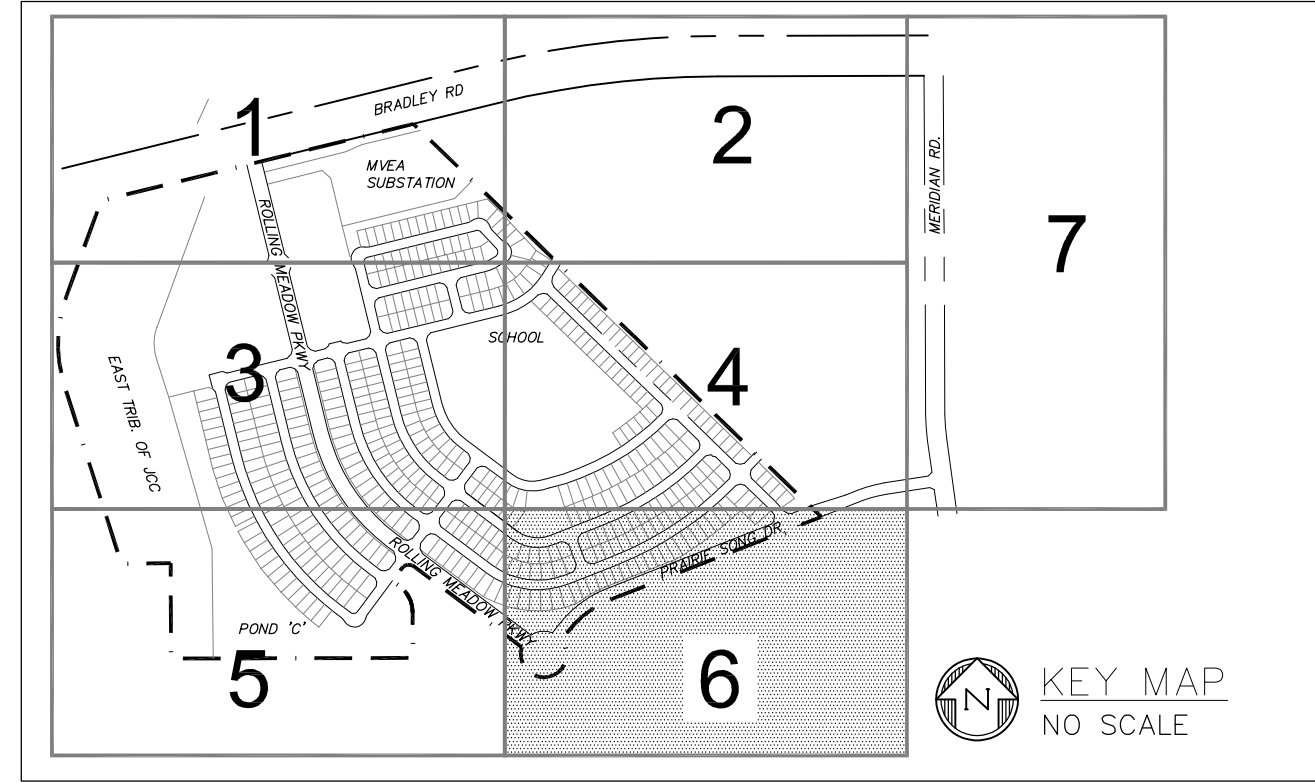 BRADLEY RD
1
2
MVEA
SUBSTATION
MERIDIAN RD.
ROLLING MEADOW PKWY
7
SCHOOL
3
4
EAST TRIB. OF JCC
ROLLING MEADOW PKWY
PRAIRIE SONG DR,
POND 'C'
5
6
N
KEY MAP
NO SCALE